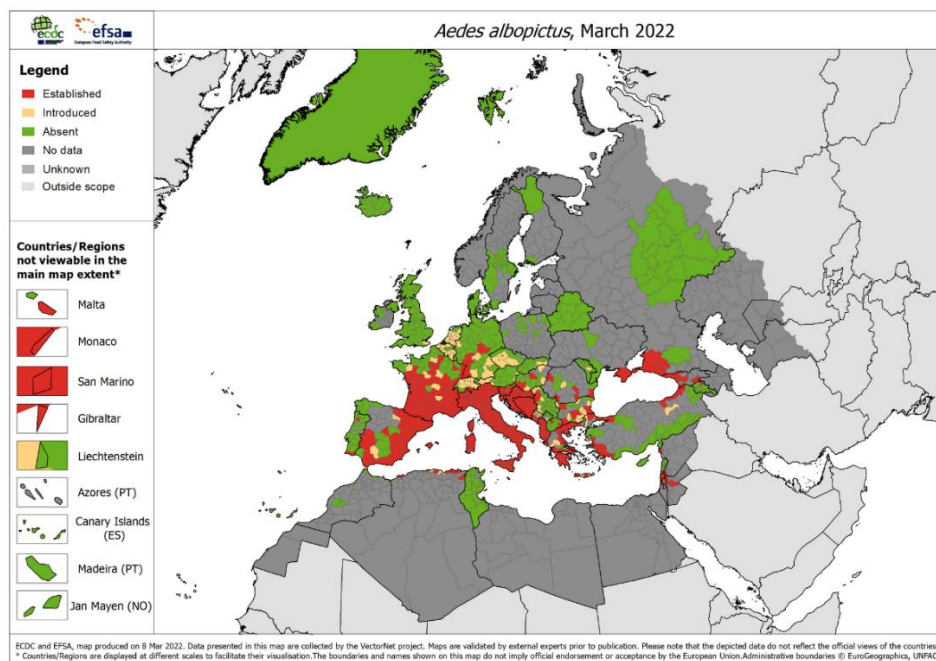 ecdc
efsa
European Food Safety Authority
Aedes albopictus, March 2022
Legend
Established
Introduced
Absent
No data
Unknown
Outside scope
Countries/Regions
not viewable in the
main map extent*
Malta
Monaco
San Marino
Gibraltar
Liechtenstein
Azores (PT)
Canary Islands
(ES)
Madeira (PT)
Jan Mayen (NO)
ECDC and EFSA, map produced on 8 Mar 2022. Data presented in this map are collected by the VectorNet project. Maps are validated by external experts prior to publication. Please note that the depicted data do not reflect the official views of the countries
* Countries/Regions are displayed at different scales to facilitate their visualisation.The boundaries and names shown on this map do not imply official endorsement or acceptance by the European Union.Administrative boundaries © EuroGeographics, UNFAO